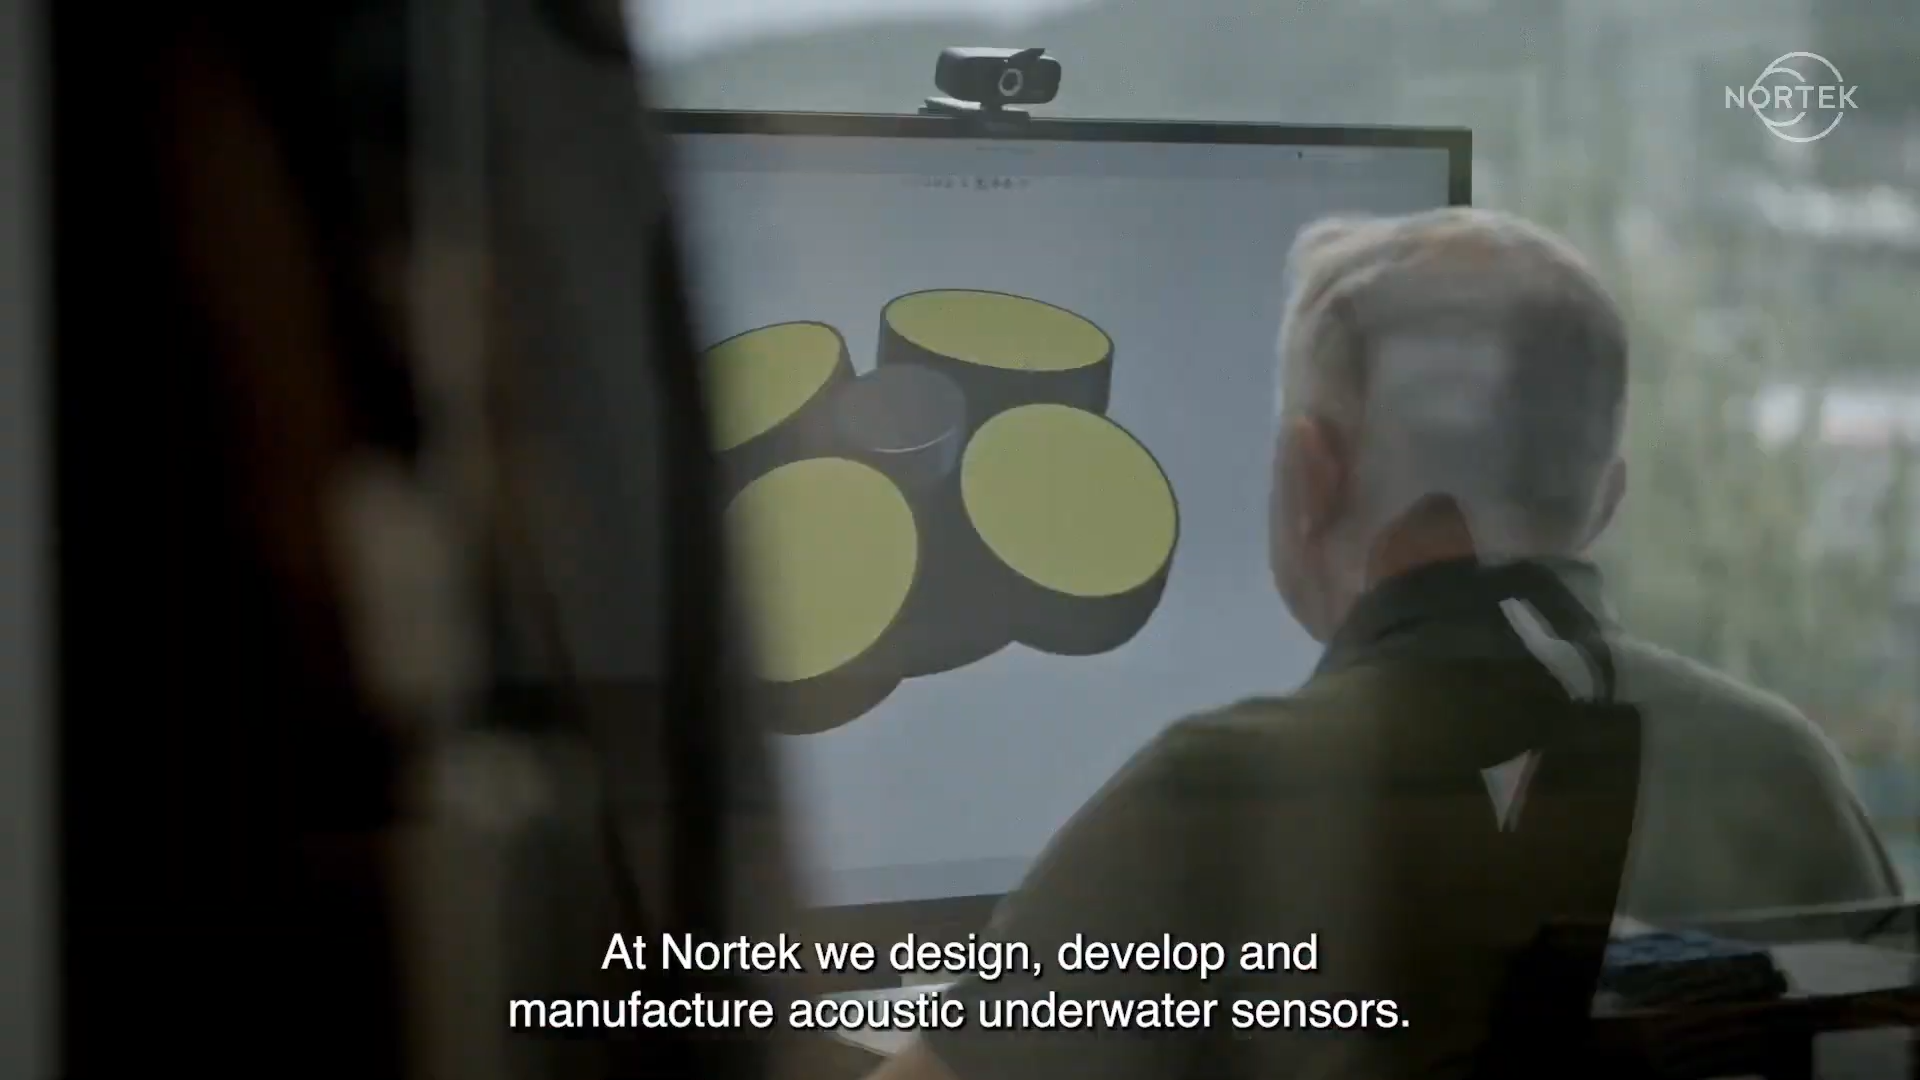 NORTEK
At Nortek we design, develop and
manufacture acoustic underwater sensors.